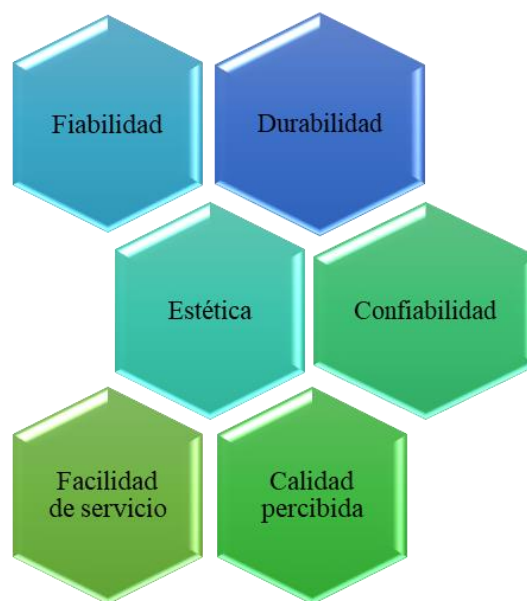 Fiabilidad
Durabilidad
Estética
Confiabilidad
Facilidad
de servicio
Calidad
percibida